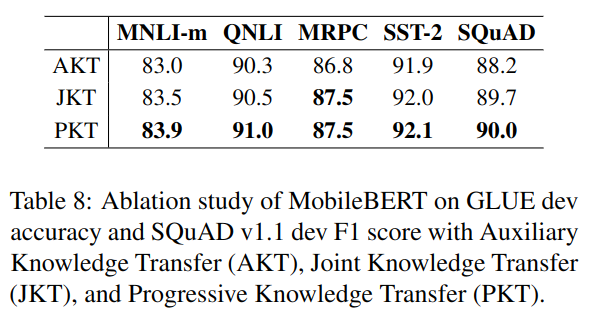 MNLI-m QNLI MRPC SST-2 SQuAD
AKT 83.0 90.3 86.8 91.9 88.2
JKT 83.5 90.5 87.5 92.0 89.7
PKT 83.9 91.0 87.5 92.1 90.0
Table 8: Ablation study of MobileBERT on GLUE dev
accuracy and SQuAD v1.1 dev F1 score with Auxiliary
Knowledge Transfer (AKT), Joint Knowledge Transfer
(JKT), and Progressive Knowledge Transfer (PKT).